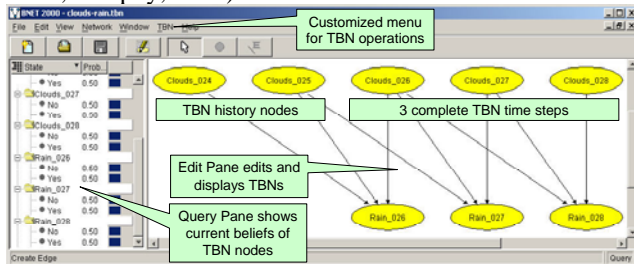 BNET 2000 - clouds-rain.tbn
File Edit View Network Window TBN Help
Customized menu
for TBN operations
State Prob...
Yes 0.50
Clouds_027
No 0.50
Yes 0.50
Clouds_028
No 0.50
Yes 0.50
Rain_026
No 0.60
Yes 0.50
Rain_027
No 0.50
Yes 0.50
Rain_028
No 0.50
Yes 0.50
Clouds_024 Clouds_025 Clouds_026 Clouds_027 Clouds_028
TBN history nodes
3 complete TBN time steps
Edit Pane edits and
displays TBNs
Query Pane shows
current beliefs of
TBN nodes
Rain_026 Rain_027 Rain_028
Create Edge
Query